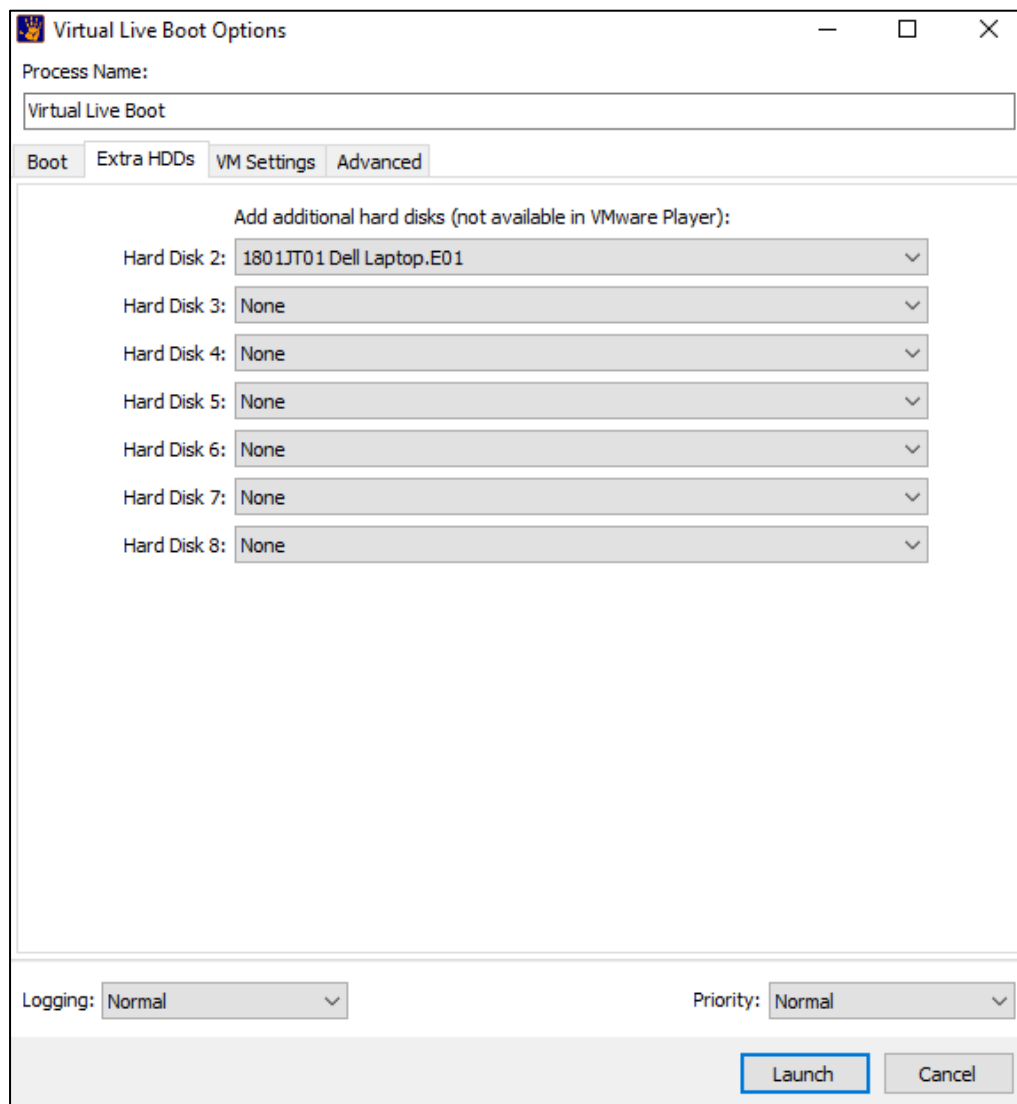 Virtual Live Boot Options
Process Name:
Virtual Live Boot
Boot Extra HDDs VM Settings Advanced
Add additional hard disks (not available in VMware Player):
Hard Disk 2: 1801JT01 Dell Laptop.E01
Hard Disk 3: None
Hard Disk 4: None
Hard Disk 5: None
Hard Disk 6: None
Hard Disk 7: None
Hard Disk 8: None
Logging: Normal Priority: Normal
Launch Cancel